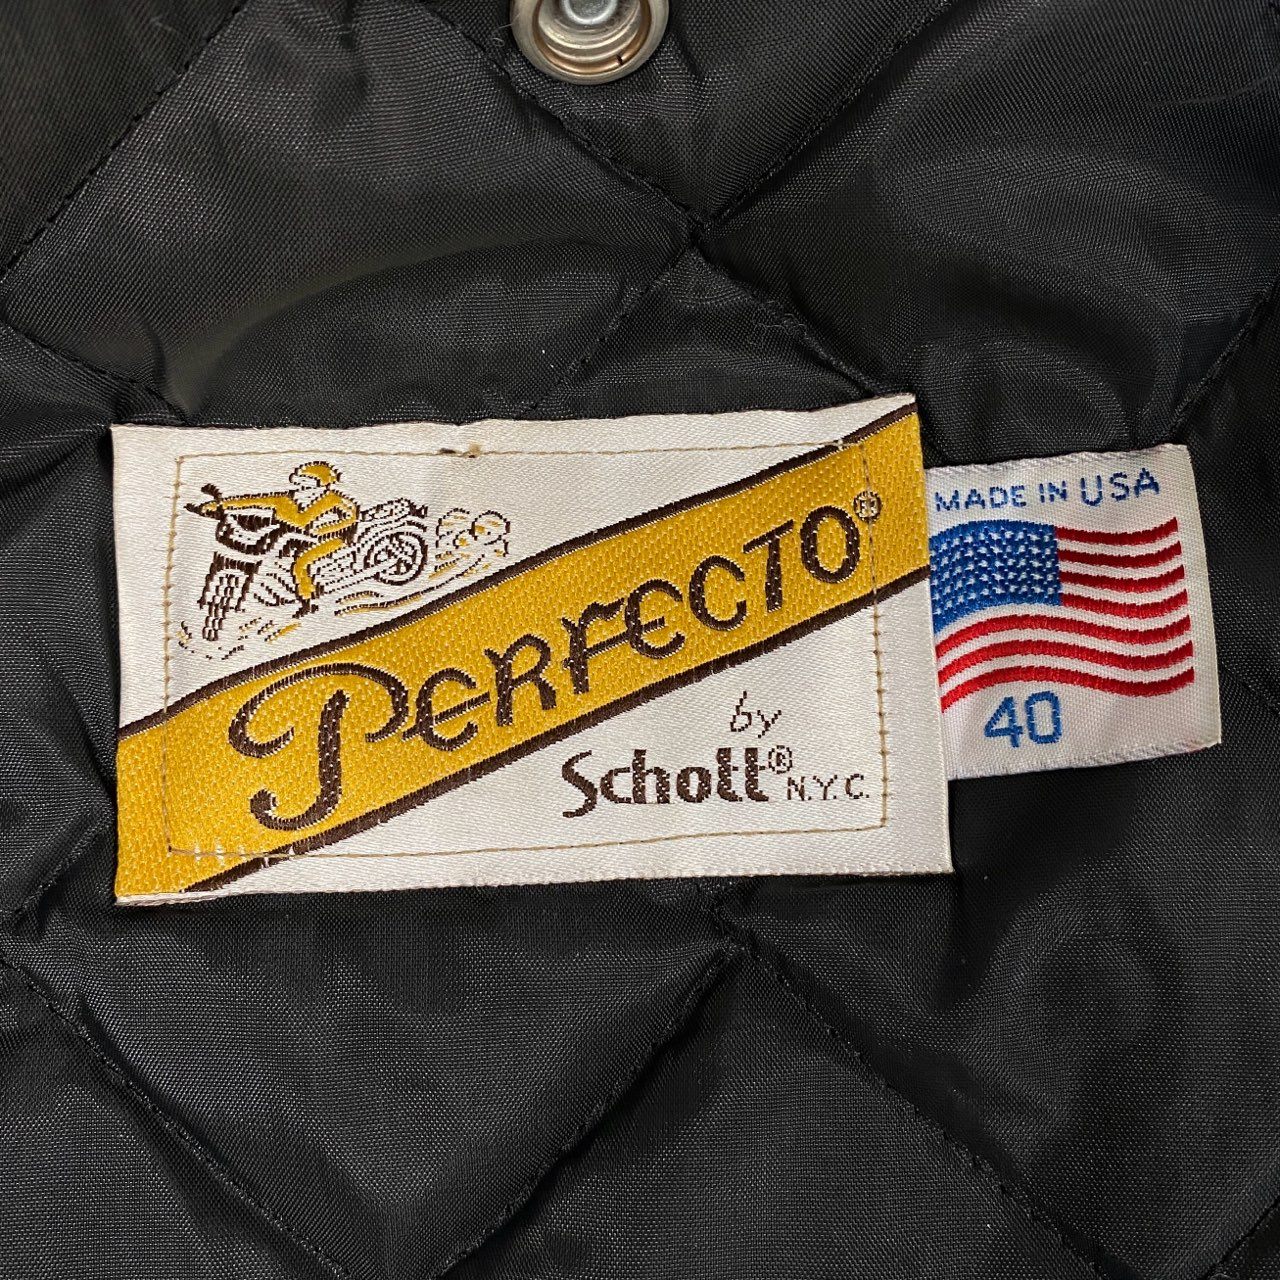 PERFECTO®
by
Schott® N.Y.C.
MADE IN USA
40